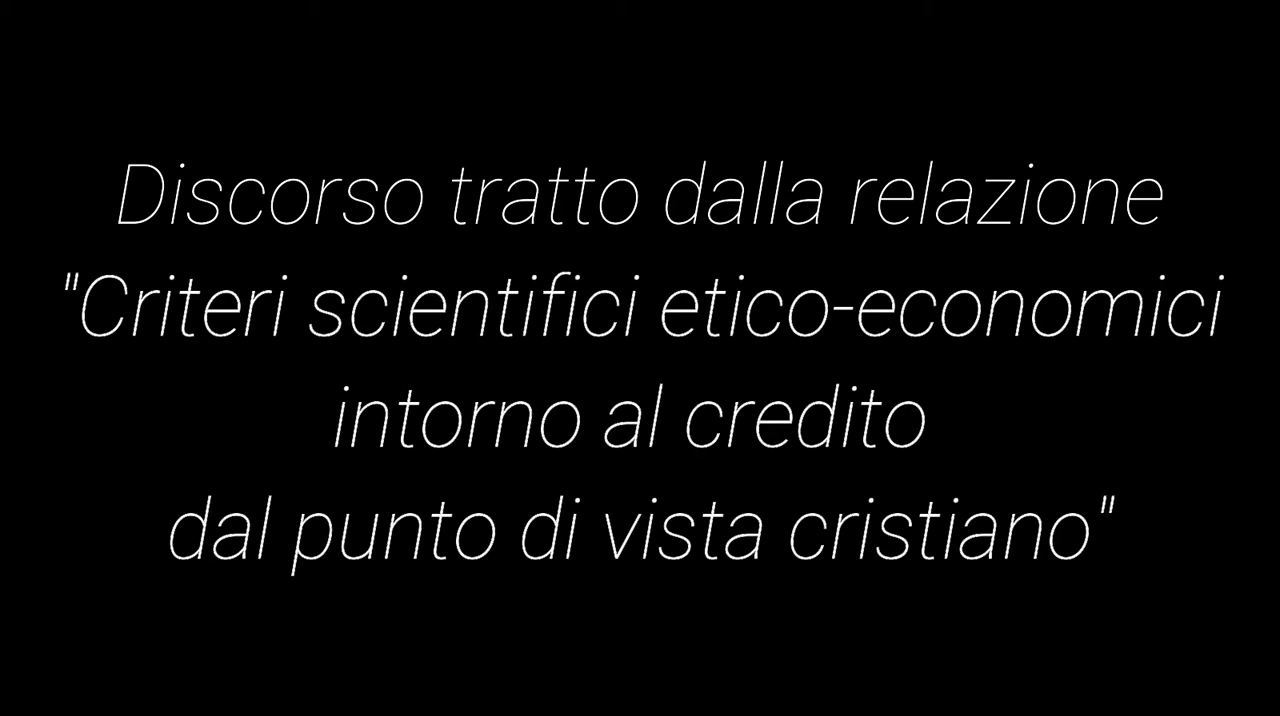 Discorso tratto dalla relazione
"Criteri scientifici etico-economici
intorno al credito
dal punto di vista cristiano"